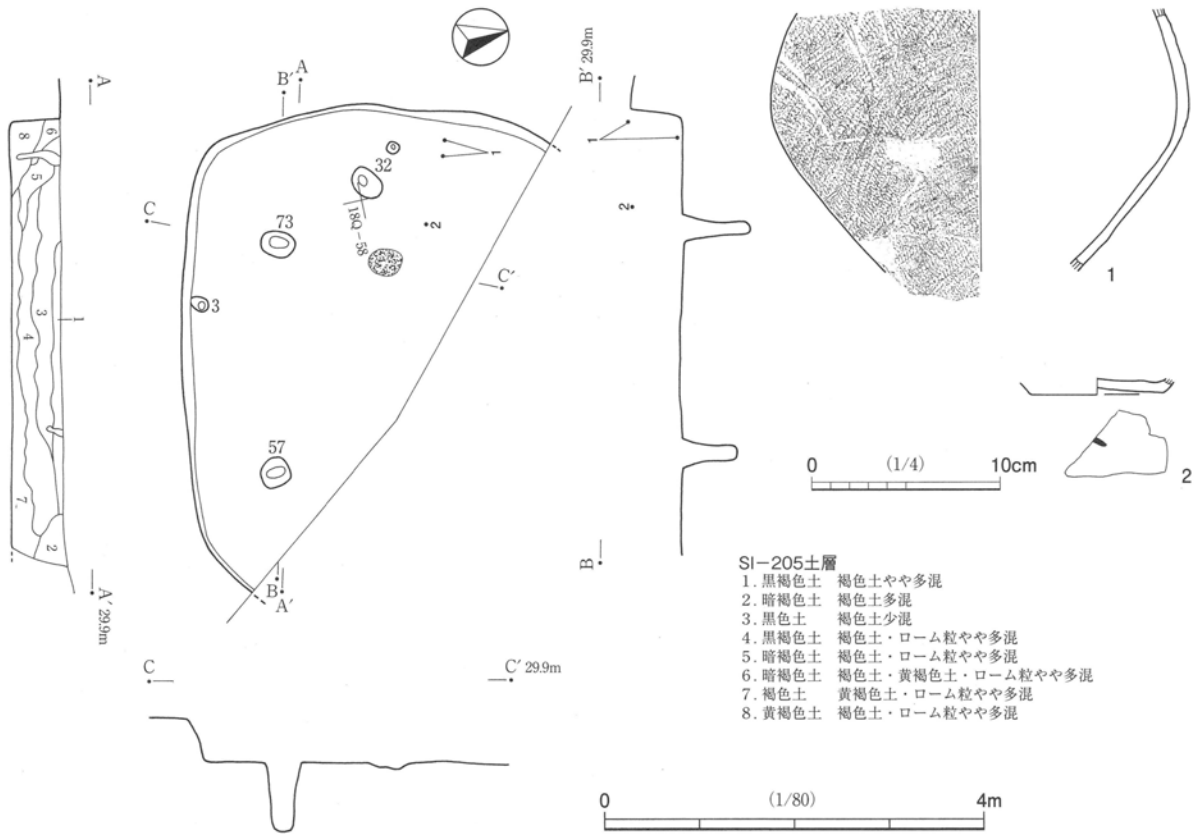 A
A' 29.9m
8
6
5
3
1
4
7
2
B'
A
C
32
1
73
2
18Q-58
C'
3
57
B
A'
B' 29.9m
1
2
B
1
0 (1/4) 10cm
2
SI-205土層
1. 黒褐色土 褐色土やや多混
2. 暗褐色土 褐色土多混
3. 黒色土 褐色土少混
4. 黒褐色土 褐色土・ローム粒やや多混
5. 暗褐色土 褐色土・ローム粒やや多混
6. 暗褐色土 褐色土・黄褐色土・ローム粒やや多混
7. 褐色土 黄褐色土・ローム粒やや多混
8. 黄褐色土 褐色土・ローム粒やや多混
C
C' 29.9m
0 (1/80) 4m